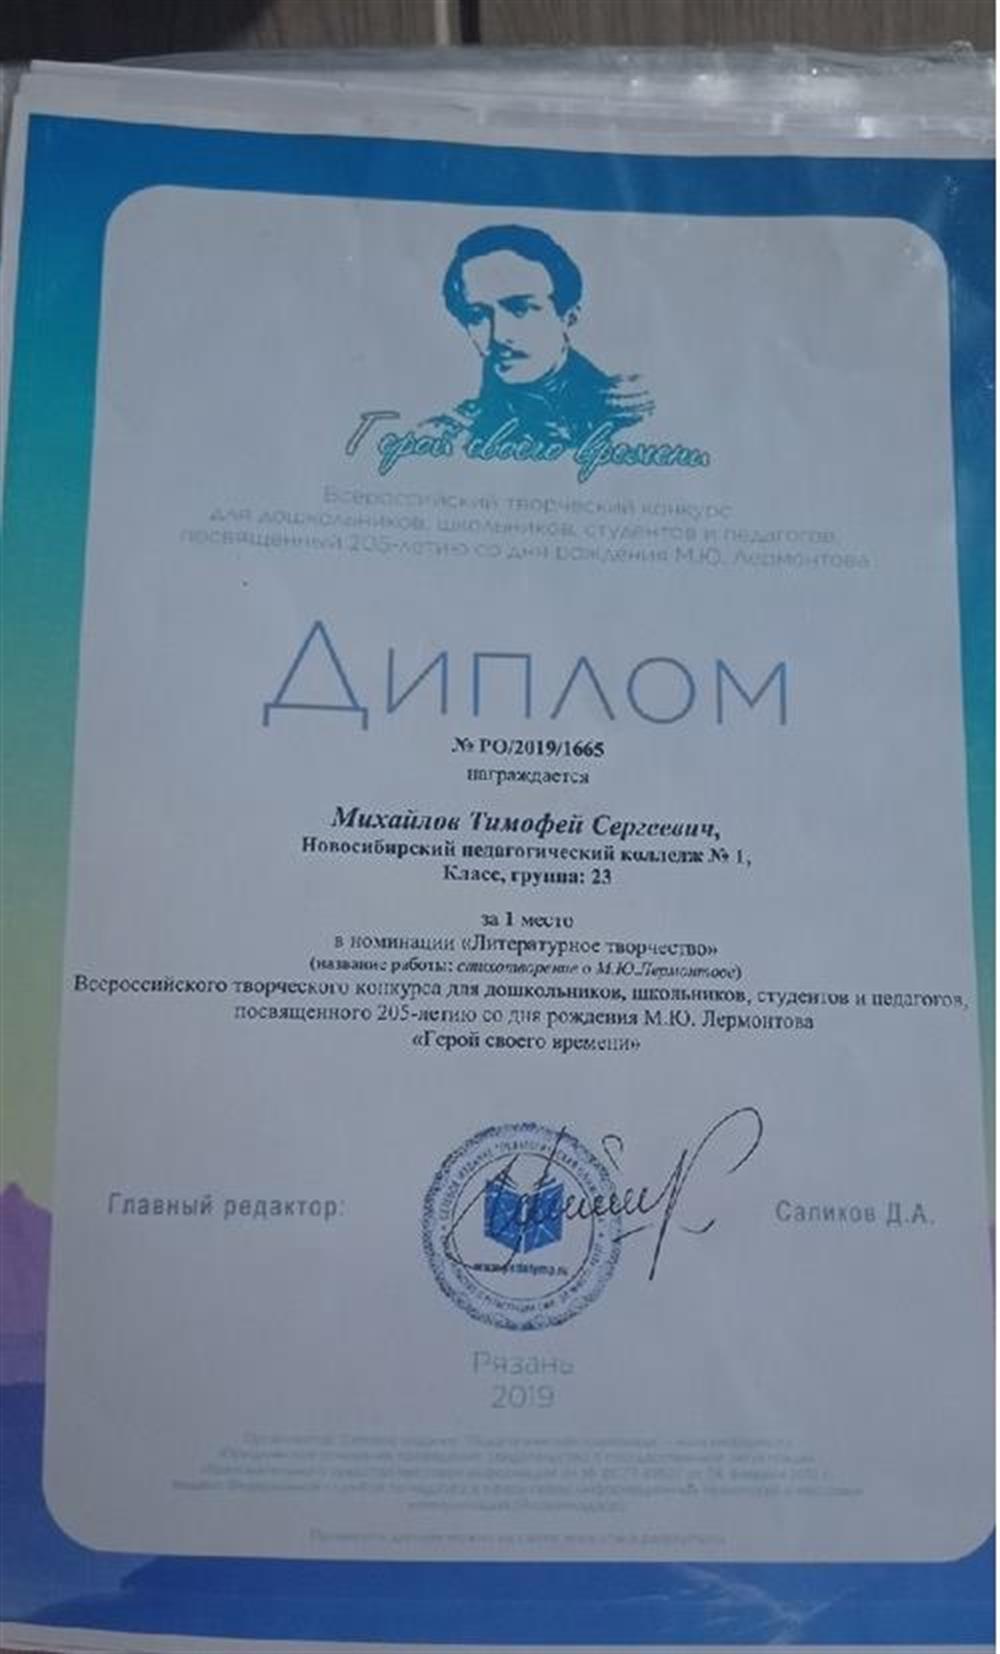 Герой своего времени
Всероссийский творческий конкурс
для дошкольников, школьников, студентов и педагогов,
посвященный 205-летию со дня рождения М.Ю. Лермонтова
Диплом
№ РО/2019/1665
награждается
Михайлов Тимофей Сергеевич,
Новосибирский педагогический колледж № 1,
Класс, группа: 23
за 1 место
в номинации «Литературное творчество»
(название работы: стихотворение о М.Ю.Лермонтове)
Всероссийского творческого конкурса для дошкольников, школьников, студентов и педагогов,
посвященного 205-летию со дня рождения М.Ю. Лермонтова
«Герой своего времени»
Главный редактор:
Саликов Д.А.
Рязань
2019